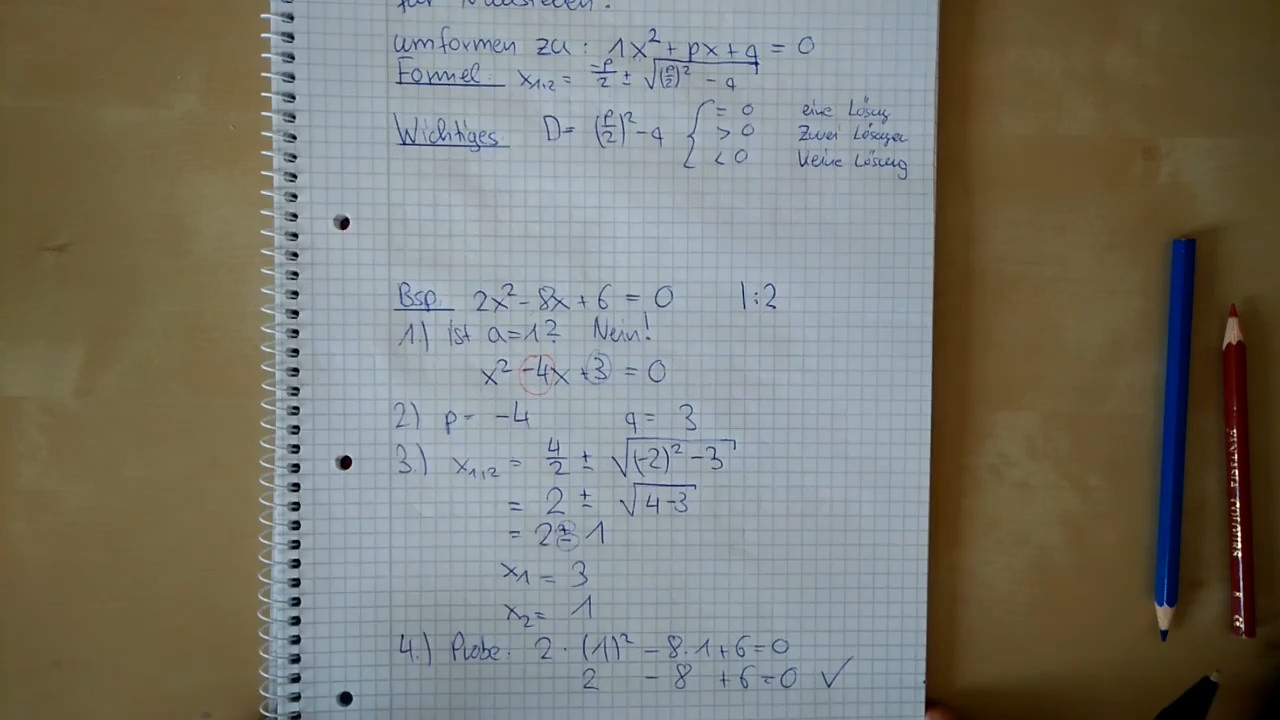 für Nullstellen.
umformen zu: 1x² + px + q = 0
Formel: x₁,₂ = -p/2 ± √((p/2)² - q)
Wichtiges D = (p/2)² - q { = 0 eine Lösung
> 0 Zwei Lösungen
< 0 keine Lösung
Bsp. 2x² - 8x + 6 = 0 |:2
1.) ist a=1? Nein!
x² -4x +3 = 0
2) p = -4 q = 3
3.) x₁,₂ = 4/2 ± √((-2)² - 3)
= 2 ± √(4-3)
= 2 ± 1
x₁ = 3
x₂ = 1
4.) Probe: 2 · (1)² - 8·1 + 6 = 0
2 - 8 + 6 = 0 ✓